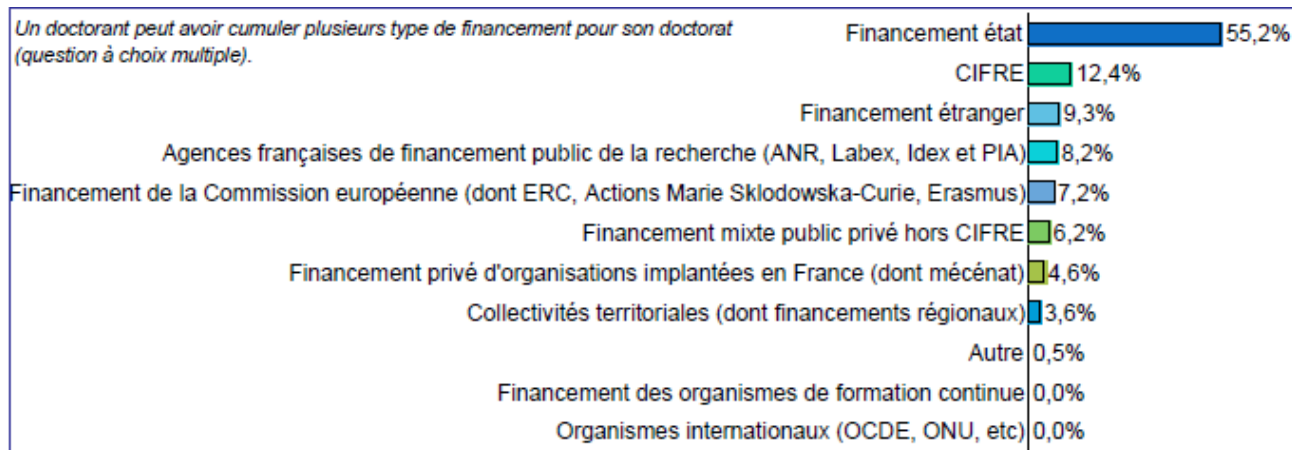 Un doctorant peut avoir cumuler plusieurs type de financement pour son doctorat
(question à choix multiple).
Financement état 55,2%
CIFRE 12,4%
Financement étranger 9,3%
Agences françaises de financement public de la recherche (ANR, Labex, Idex et PIA) 8,2%
Financement de la Commission européenne (dont ERC, Actions Marie Sklodowska-Curie, Erasmus) 7,2%
Financement mixte public privé hors CIFRE 6,2%
Financement privé d'organisations implantées en France (dont mécénat) 4,6%
Collectivités territoriales (dont financements régionaux) 3,6%
Autre 0,5%
Financement des organismes de formation continue 0,0%
Organismes internationaux (OCDE, ONU, etc) 0,0%